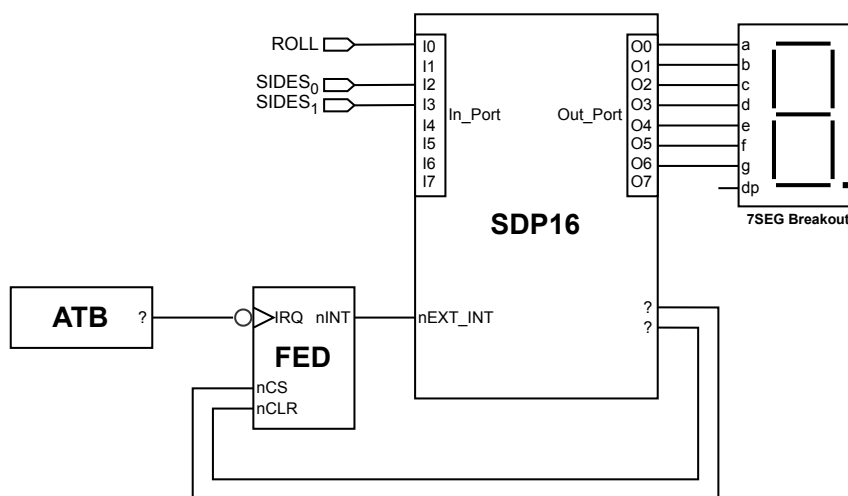 ROLL
SIDES₀
SIDES₁
I0
I1
I2
I3
I4
I5
I6
I7
In_Port
Out_Port
O0
O1
O2
O3
O4
O5
O6
O7
SDP16
a
b
c
d
e
f
g
dp
7SEG Breakout
ATB
?
IRQ
nINT
FED
nCS
nCLR
nEXT_INT
?
?